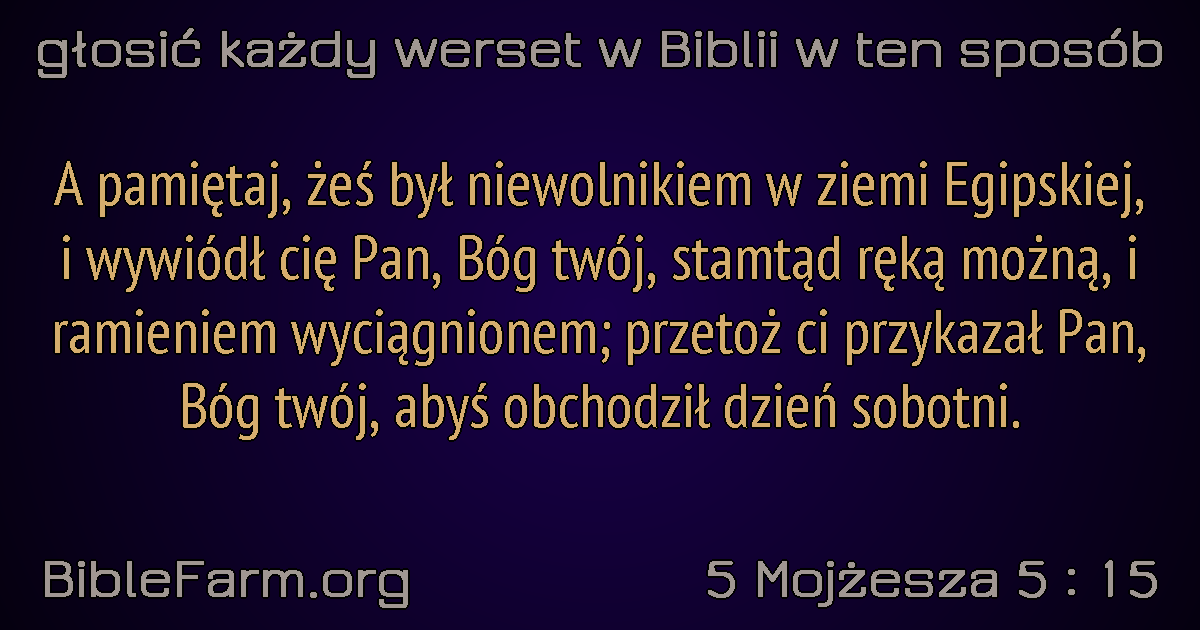 głosić każdy werset w Biblii w ten sposób
A pamiętaj, żeś był niewolnikiem w ziemi Egipskiej,
i wywiódł cię Pan, Bóg twój, stamtąd ręką możną, i
ramieniem wyciągnionem; przetoż ci przykazał Pan,
Bóg twój, abyś obchodził dzień sobotni.
BibleFarm.org
5 Mojżesza 5 : 15